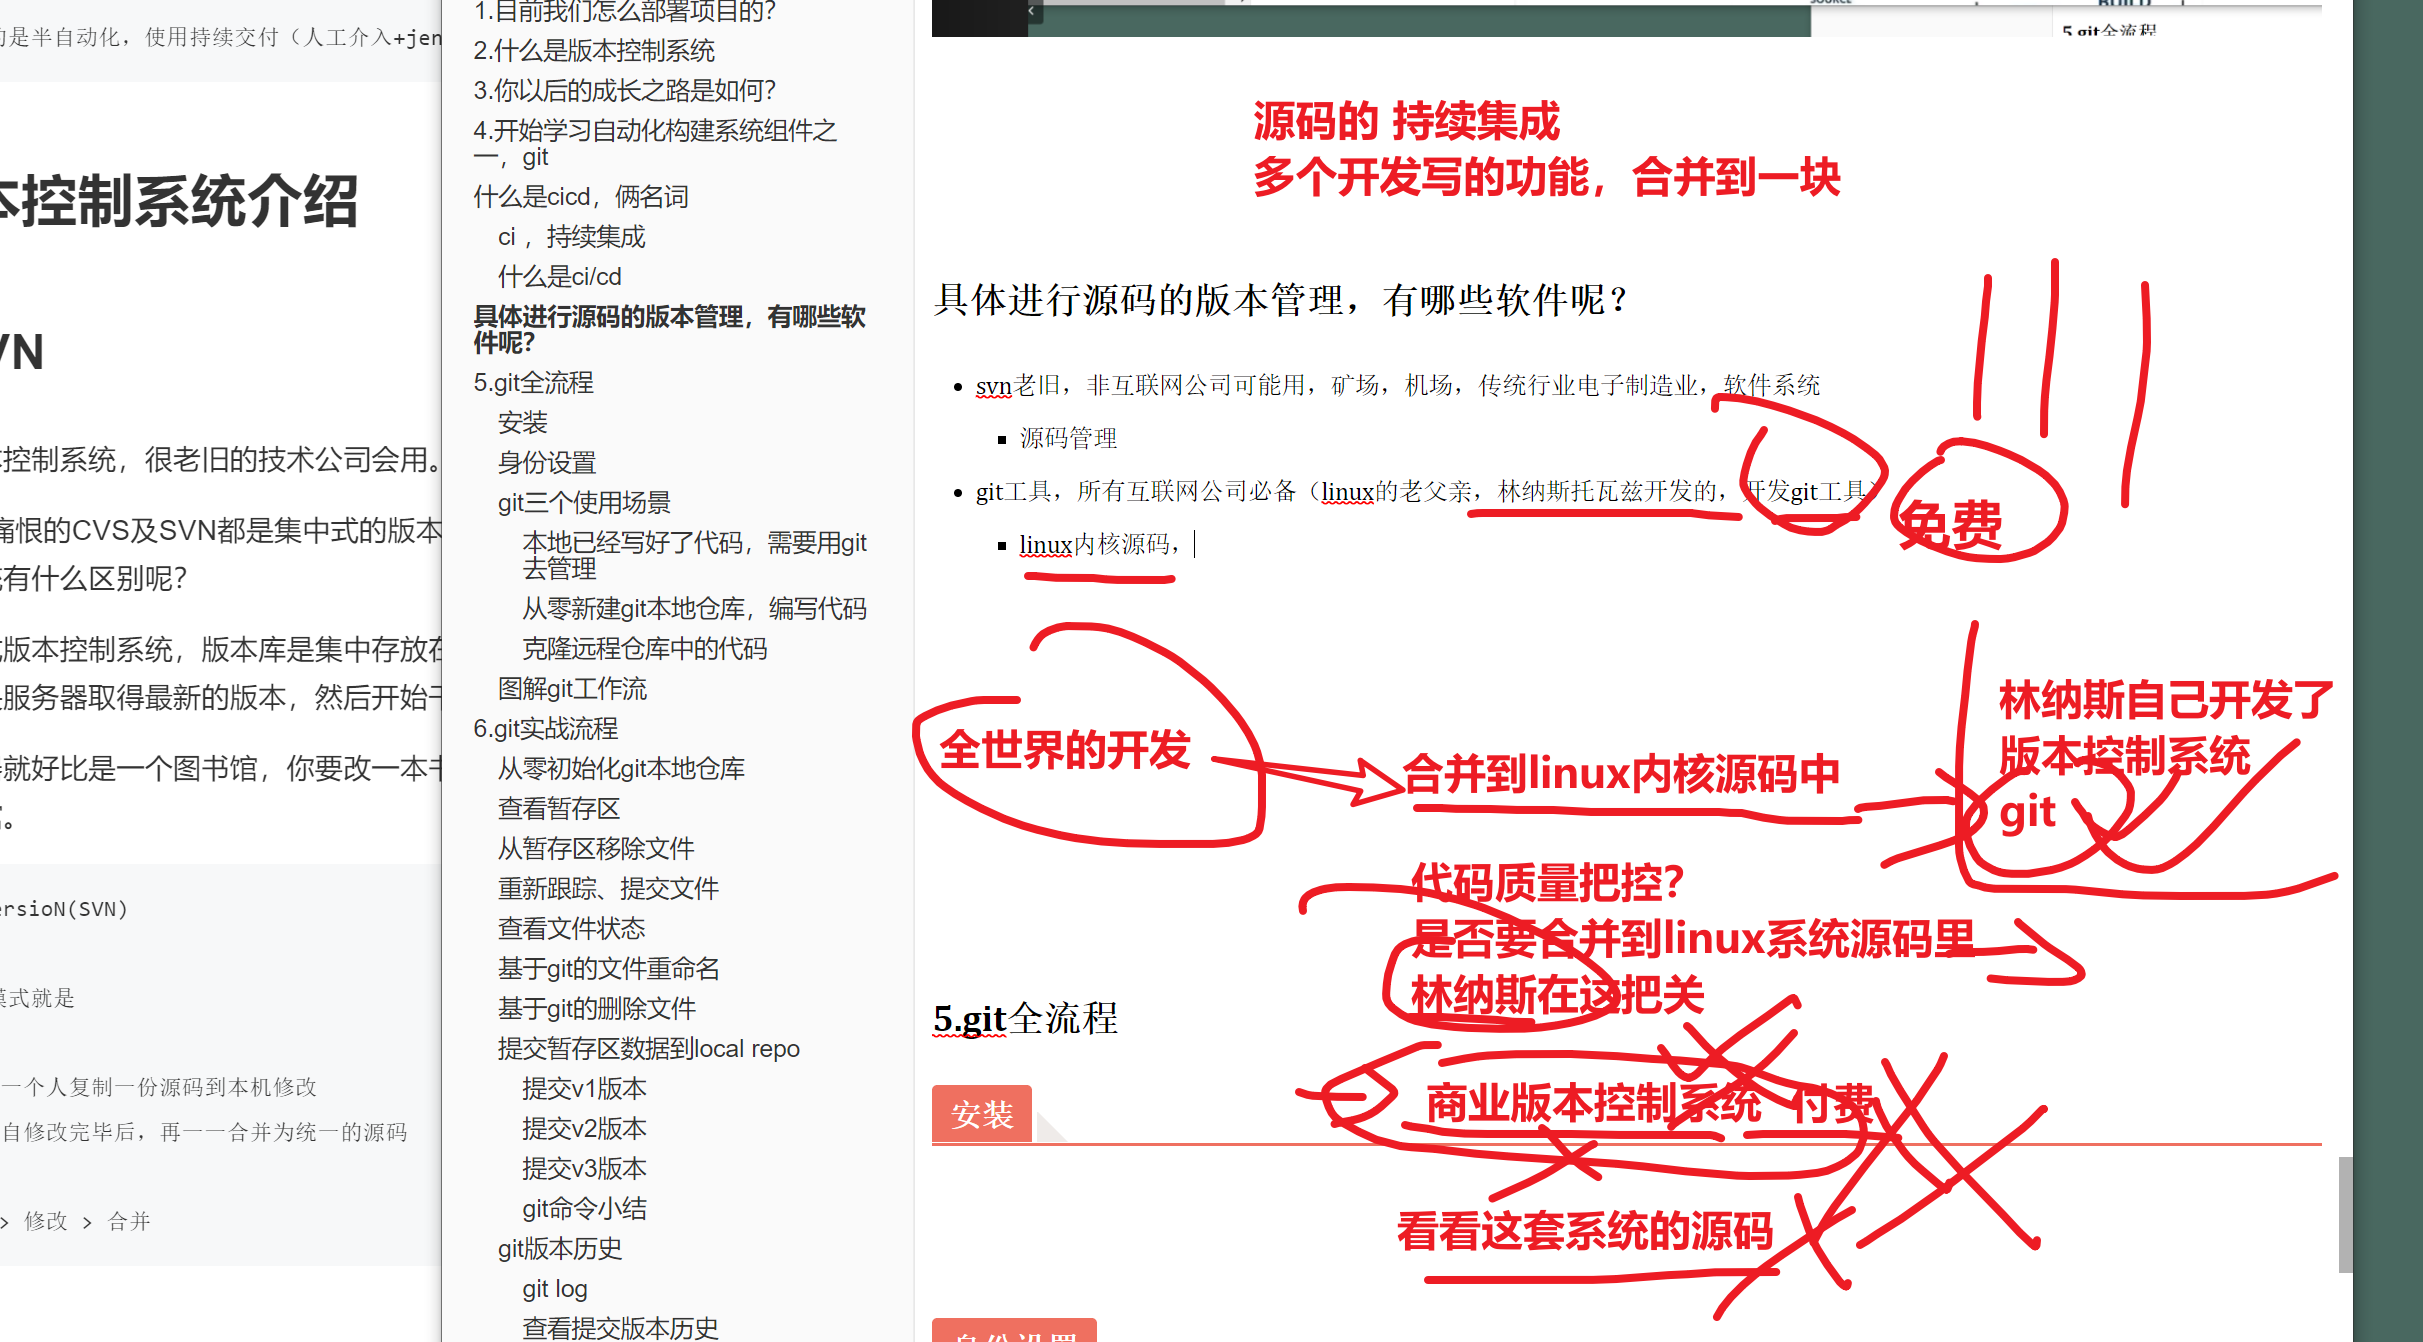 的是半自动化，使用持续交付（人工介入+jen
本控制系统介绍
VN
控制系统，很老旧的技术公司会用。
痛恨的CVS及SVN都是集中式的版本
有什么区别呢？
版本控制系统，版本库是集中存放在
服务器取得最新的版本，然后开始干
就好比是一个图书馆，你要改一本书
。
ersioN(SVN)
模式就是
一个人复制一份源码到本机修改
自修改完毕后，再一一合并为统一的源码
> 修改 > 合并
1.目前我们怎么部署项目的？
2.什么是版本控制系统
3.你以后的成长之路是如何？
4.开始学习自动化构建系统组件之
一，git
什么是cicd，俩名词
ci ，持续集成
什么是ci/cd
具体进行源码的版本管理，有哪些软
件呢？
5.git全流程
安装
身份设置
git三个使用场景
本地已经写好了代码，需要用git
去管理
从零新建git本地仓库，编写代码
克隆远程仓库中的代码
图解git工作流
6.git实战流程
从零初始化git本地仓库
查看暂存区
从暂存区移除文件
重新跟踪、提交文件
查看文件状态
基于git的文件重命名
基于git的删除文件
提交暂存区数据到local repo
提交v1版本
提交v2版本
提交v3版本
git命令小结
git版本历史
git log
查看提交版本历史
SOURCE
BUILD
5.git全流程
源码的 持续集成
多个开发写的功能，合并到一块
具体进行源码的版本管理，有哪些软件呢？
svn老旧，非互联网公司可能用，矿场，机场，传统行业电子制造业，软件系统
源码管理
git工具，所有互联网公司必备（linux的老父亲，林纳斯托瓦兹开发的，开发git工具）
免费
linux内核源码，
全世界的开发
合并到linux内核源码中
林纳斯自己开发了
版本控制系统
git
代码质量把控？
是否要合并到linux系统源码里
林纳斯在这把关
5.git全流程
安装
商业版本控制系统 付费
看看这套系统的源码
身份设置